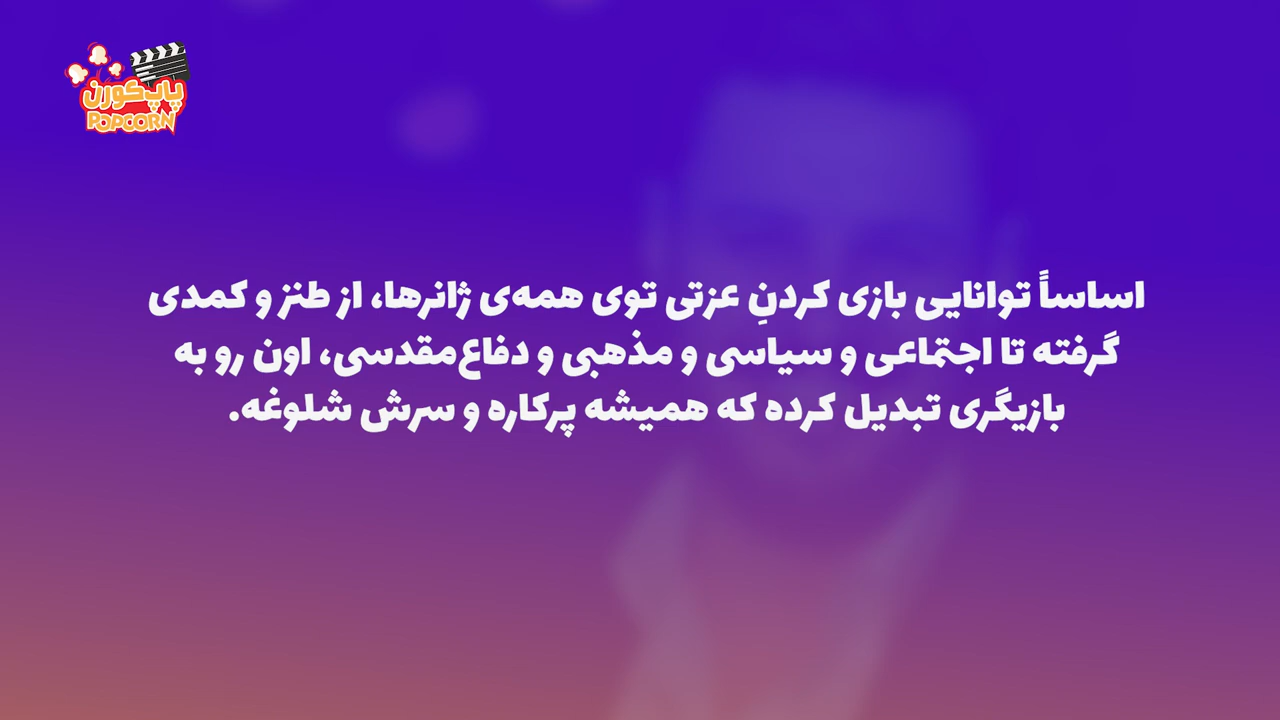 پاپ‌کورن
POPCORN
اساساً توانایی بازی کردنِ عزتی توی همه‌ی ژانرها، از طنز و کمدی
گرفته تا اجتماعی و سیاسی و مذهبی و دفاع‌مقدسی، اون رو به
بازیگری تبدیل کرده که همیشه پرکاره و سرش شلوغه.